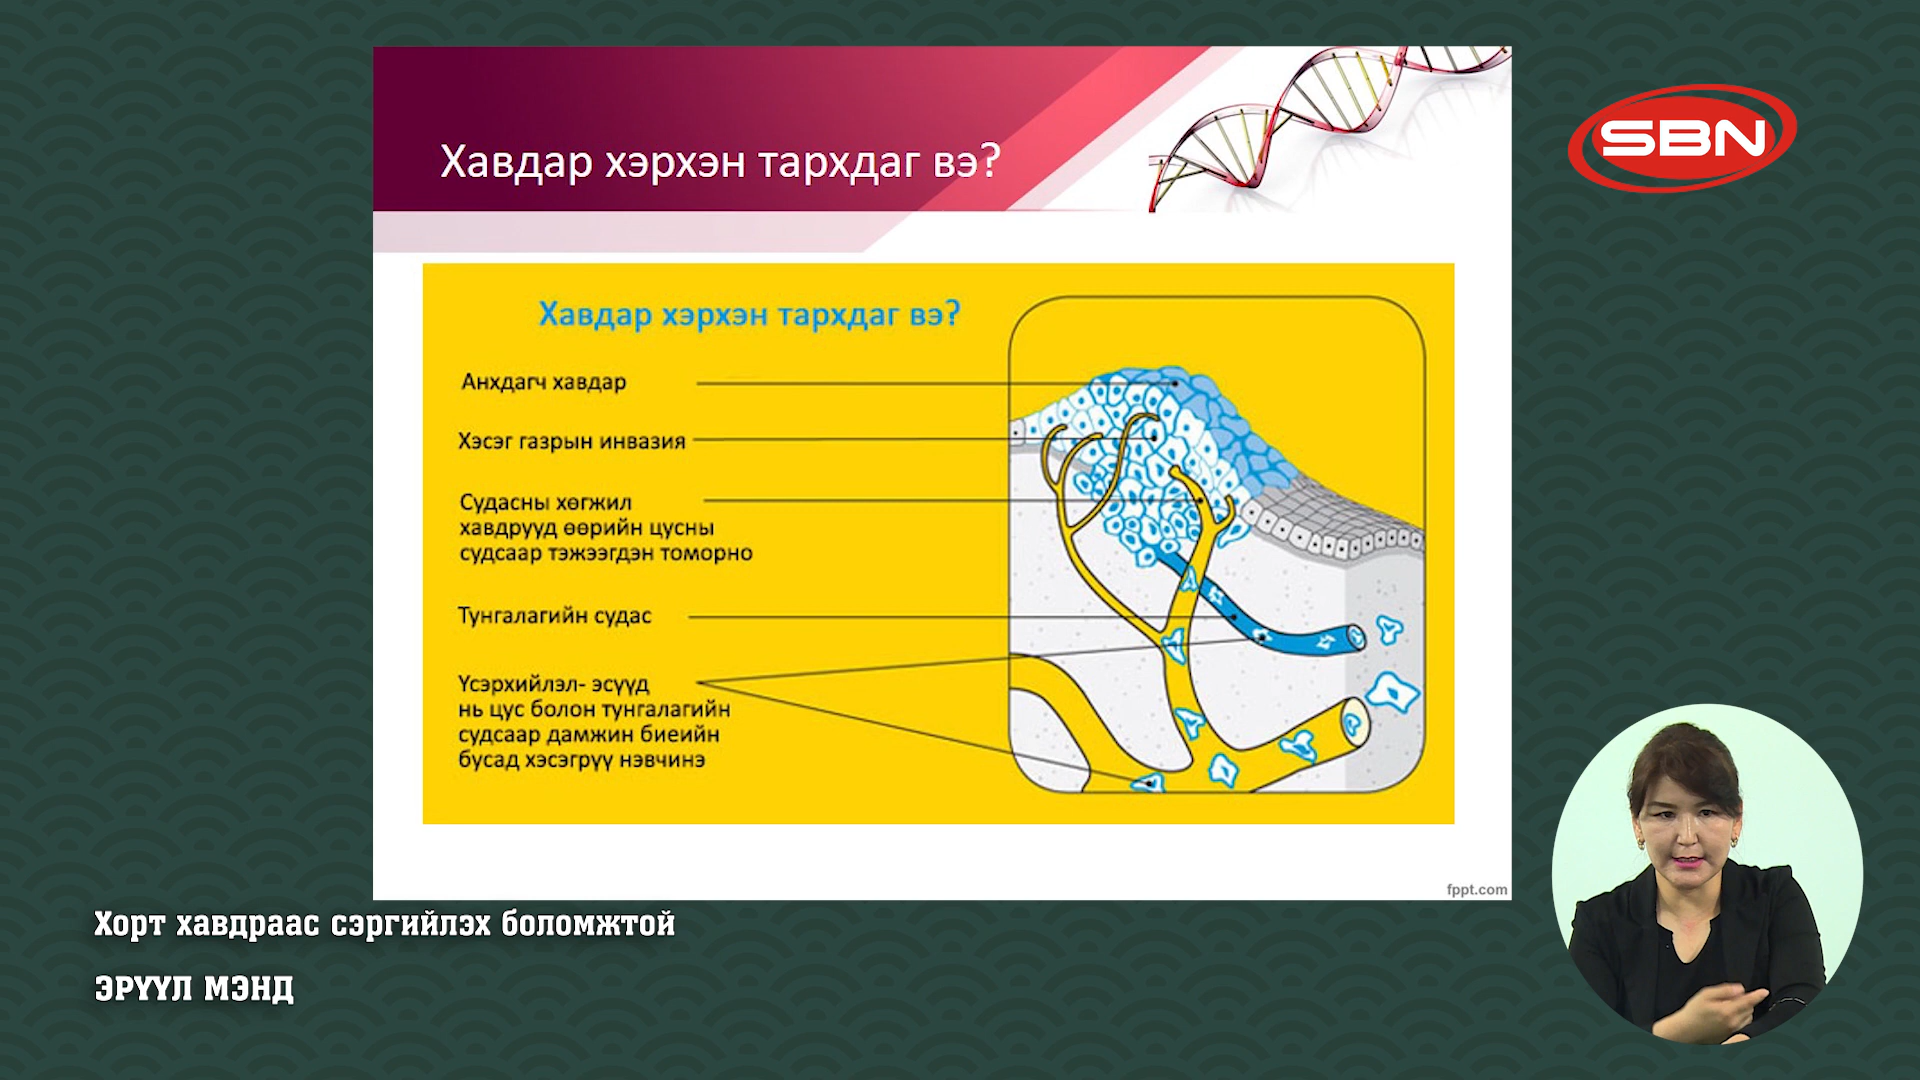 SBN
Хавдар хэрхэн тархдаг вэ?
Хавдар хэрхэн тархдаг вэ?
Анхдагч хавдар
Хэсэг газрын инвазия
Судасны хөгжил
хавдрууд өөрийн цусны
судсаар тэжээгдэн томорно
Тунгалагийн судас
Үсэрхийлэл- эсүүд
нь цус болон тунгалагийн
судсаар дамжин биеийн
бусад хэсэгрүү нэвчинэ
fppt.com
Хорт хавдраас сэргийлэх боломжтой
ЭРҮҮЛ МЭНД